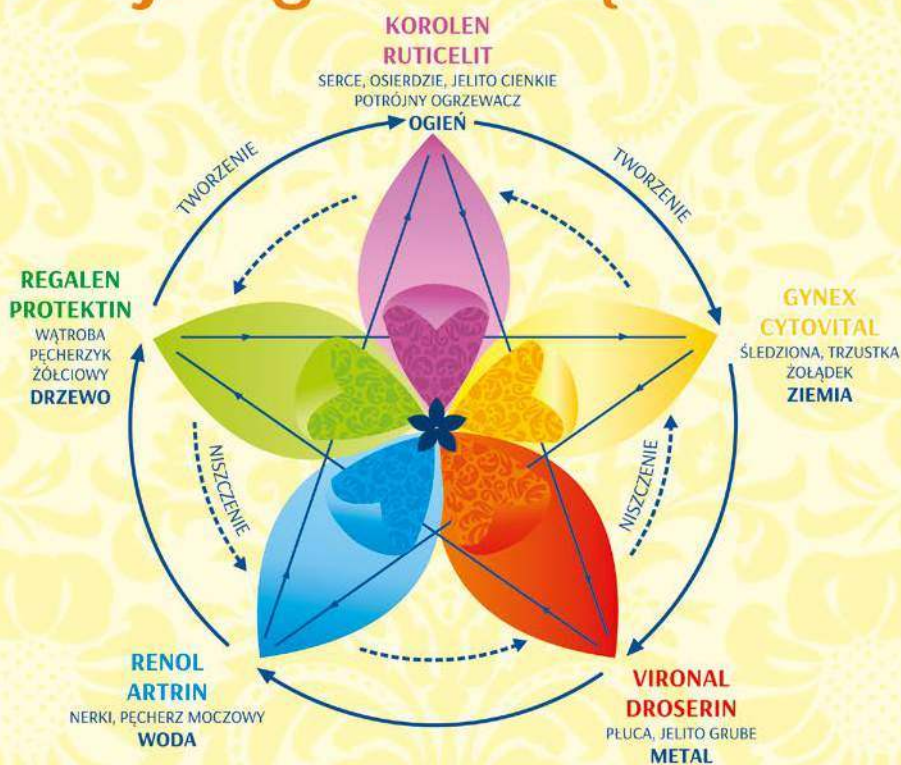 KOROLEN
RUTICELIT
SERCE, OSIERDZIE, JELITO CIENKIE
POTRÓJNY OGRZEWACZ
OGIEŃ
TWORZENIE
TWORZENIE
REGALEN
PROTEKTIN
WĄTROBA
PĘCHERZYK
ŻÓŁCIOWY
DRZEWO
GYNEX
CYTOVITAL
ŚLEDZIONA, TRZUSTKA
ŻOŁĄDEK
ZIEMIA
NISZCZENIE
NISZCZENIE
RENOL
ARTRIN
NERKI, PĘCHERZ MOCZOWY
WODA
VIRONAL
DROSERIN
PŁUCA, JELITO GRUBE
METAL